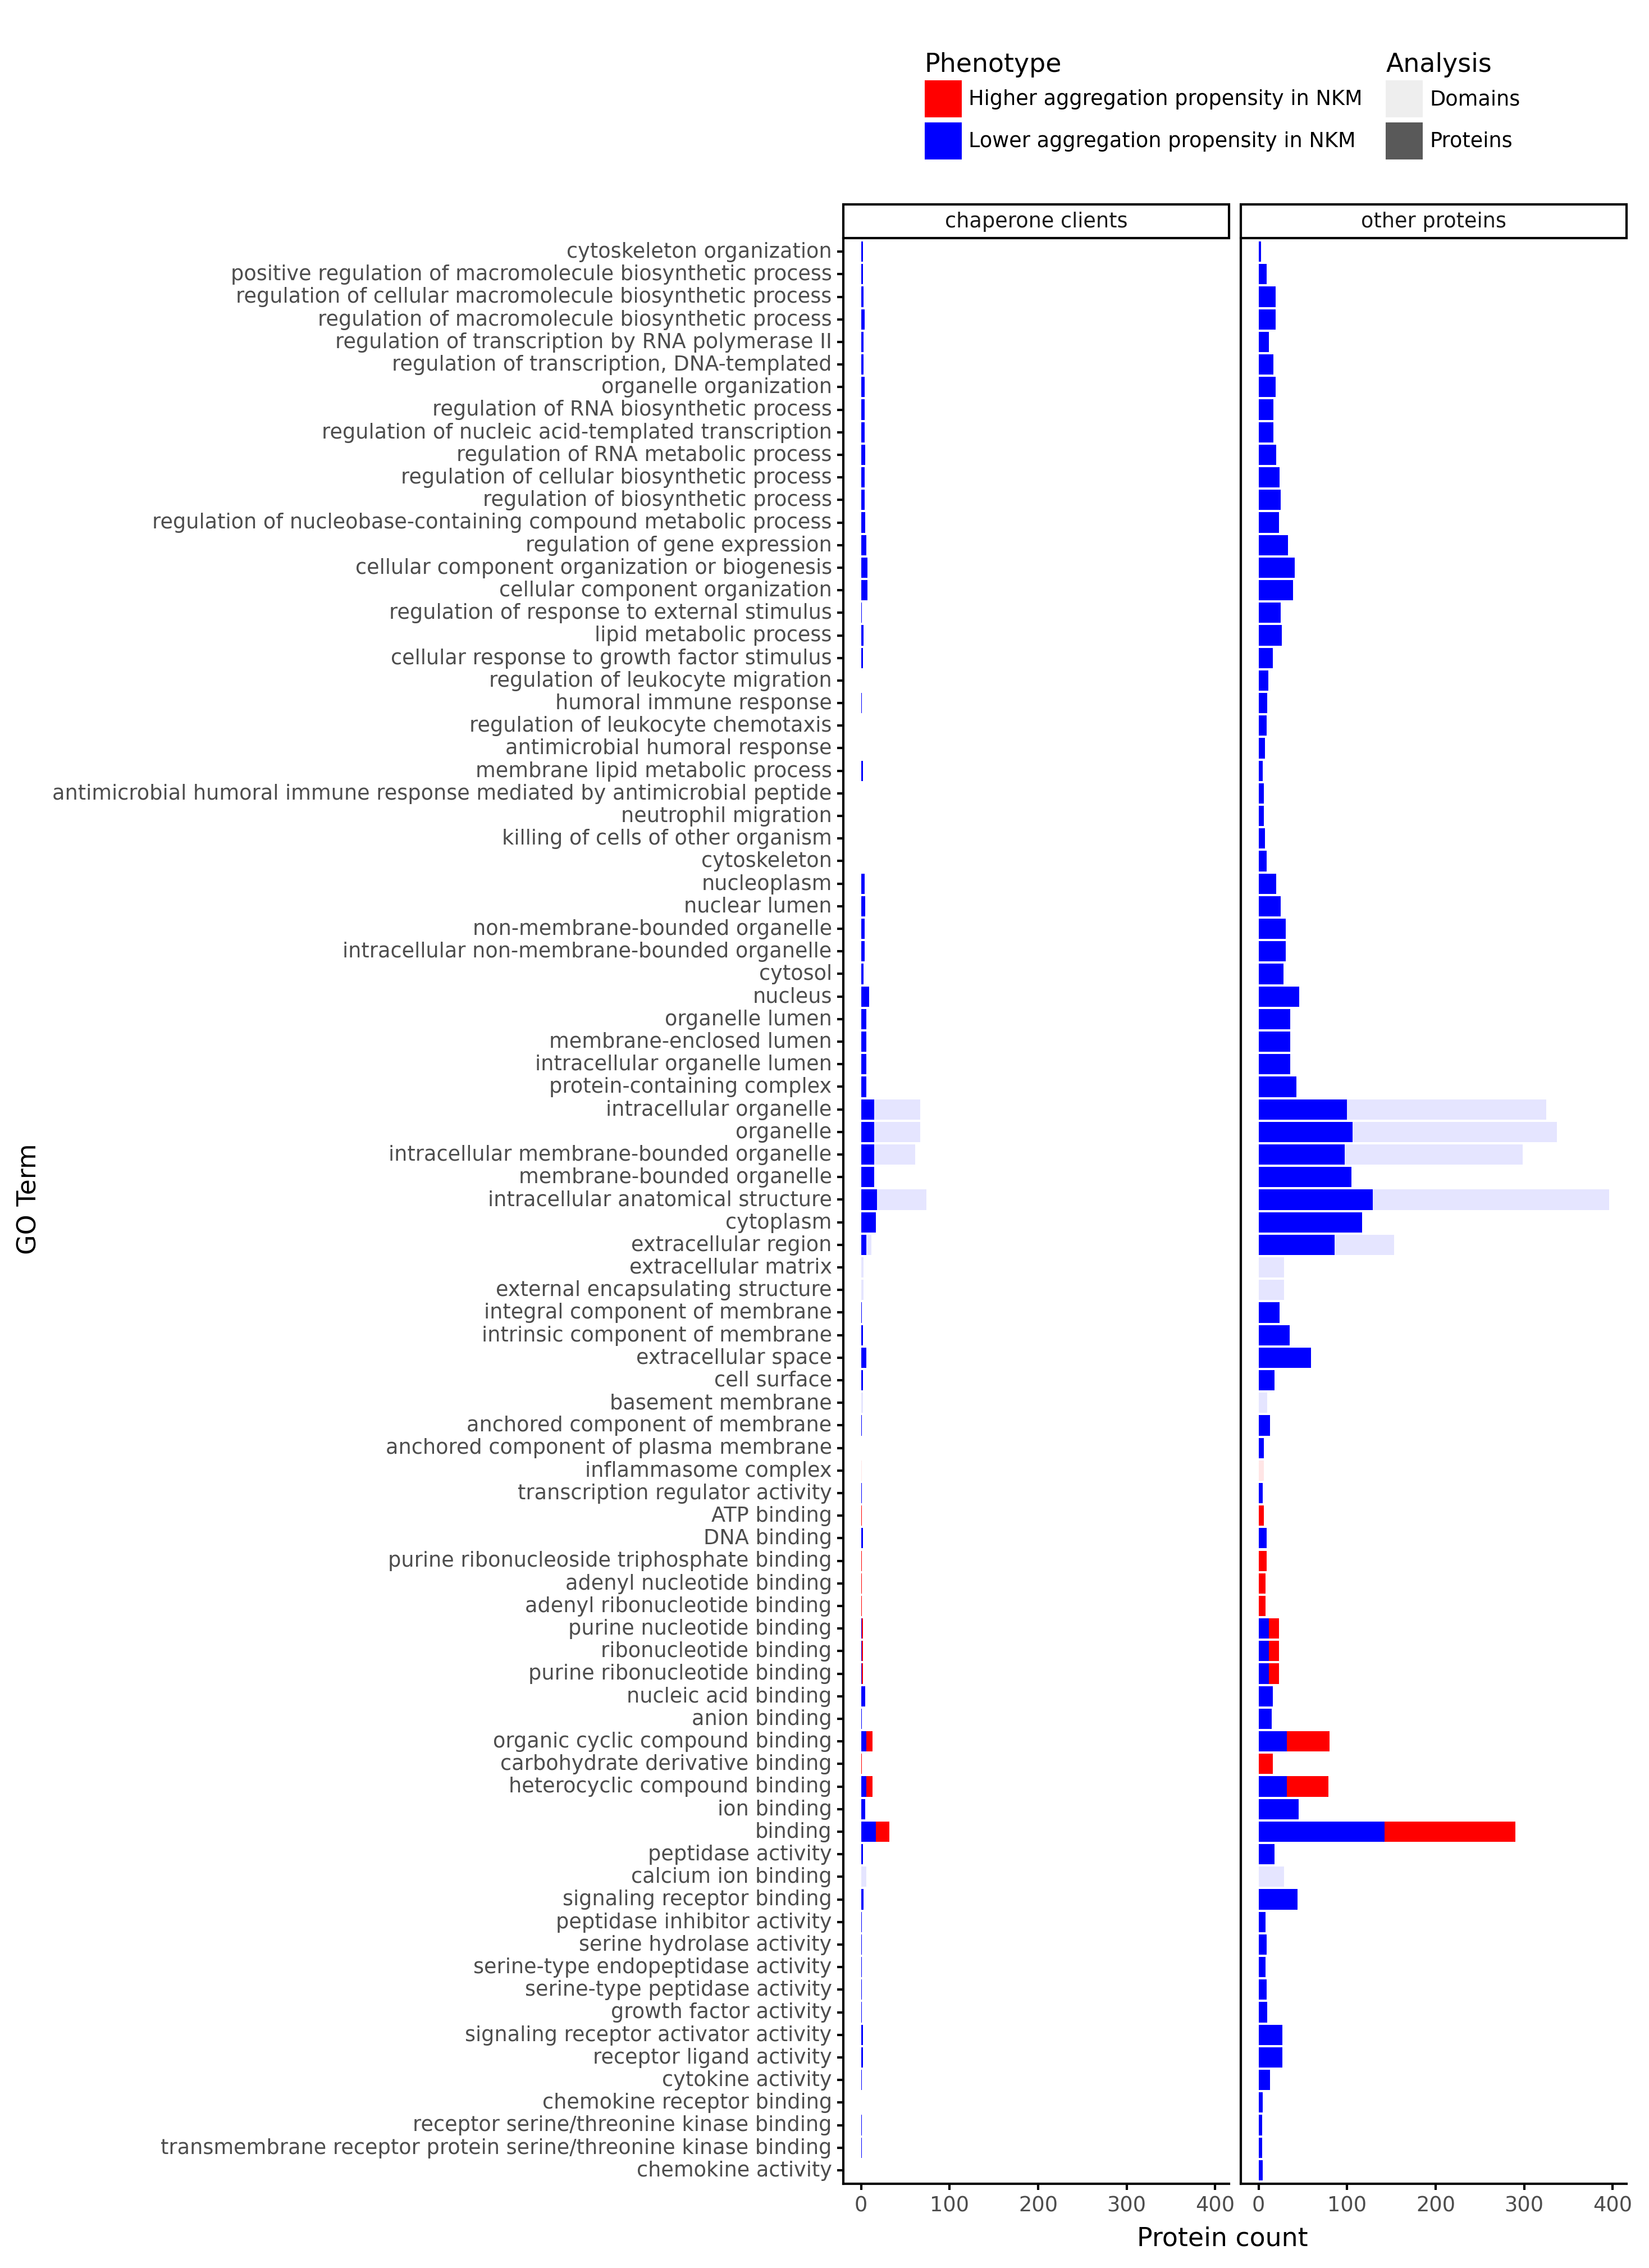 Phenotype
Higher aggregation propensity in NKM
Lower aggregation propensity in NKM
Analysis
Domains
Proteins
chaperone clients
other proteins
GO Term
cytoskeleton organization
positive regulation of macromolecule biosynthetic process
regulation of cellular macromolecule biosynthetic process
regulation of macromolecule biosynthetic process
regulation of transcription by RNA polymerase II
regulation of transcription, DNA-templated
organelle organization
regulation of RNA biosynthetic process
regulation of nucleic acid-templated transcription
regulation of RNA metabolic process
regulation of cellular biosynthetic process
regulation of biosynthetic process
regulation of nucleobase-containing compound metabolic process
regulation of gene expression
cellular component organization or biogenesis
cellular component organization
regulation of response to external stimulus
lipid metabolic process
cellular response to growth factor stimulus
regulation of leukocyte migration
humoral immune response
regulation of leukocyte chemotaxis
antimicrobial humoral response
membrane lipid metabolic process
antimicrobial humoral immune response mediated by antimicrobial peptide
neutrophil migration
killing of cells of other organism
cytoskeleton
nucleoplasm
nuclear lumen
non-membrane-bounded organelle
intracellular non-membrane-bounded organelle
cytosol
nucleus
organelle lumen
membrane-enclosed lumen
intracellular organelle lumen
protein-containing complex
intracellular organelle
organelle
intracellular membrane-bounded organelle
membrane-bounded organelle
intracellular anatomical structure
cytoplasm
extracellular region
extracellular matrix
external encapsulating structure
integral component of membrane
intrinsic component of membrane
extracellular space
cell surface
basement membrane
anchored component of membrane
anchored component of plasma membrane
inflammasome complex
transcription regulator activity
ATP binding
DNA binding
purine ribonucleoside triphosphate binding
adenyl nucleotide binding
adenyl ribonucleotide binding
purine nucleotide binding
ribonucleotide binding
purine ribonucleotide binding
nucleic acid binding
anion binding
organic cyclic compound binding
carbohydrate derivative binding
heterocyclic compound binding
ion binding
binding
peptidase activity
calcium ion binding
signaling receptor binding
peptidase inhibitor activity
serine hydrolase activity
serine-type endopeptidase activity
serine-type peptidase activity
growth factor activity
signaling receptor activator activity
receptor ligand activity
cytokine activity
chemokine receptor binding
receptor serine/threonine kinase binding
transmembrane receptor protein serine/threonine kinase binding
chemokine activity
0 100 200 300 400
0 100 200 300 400
Protein count